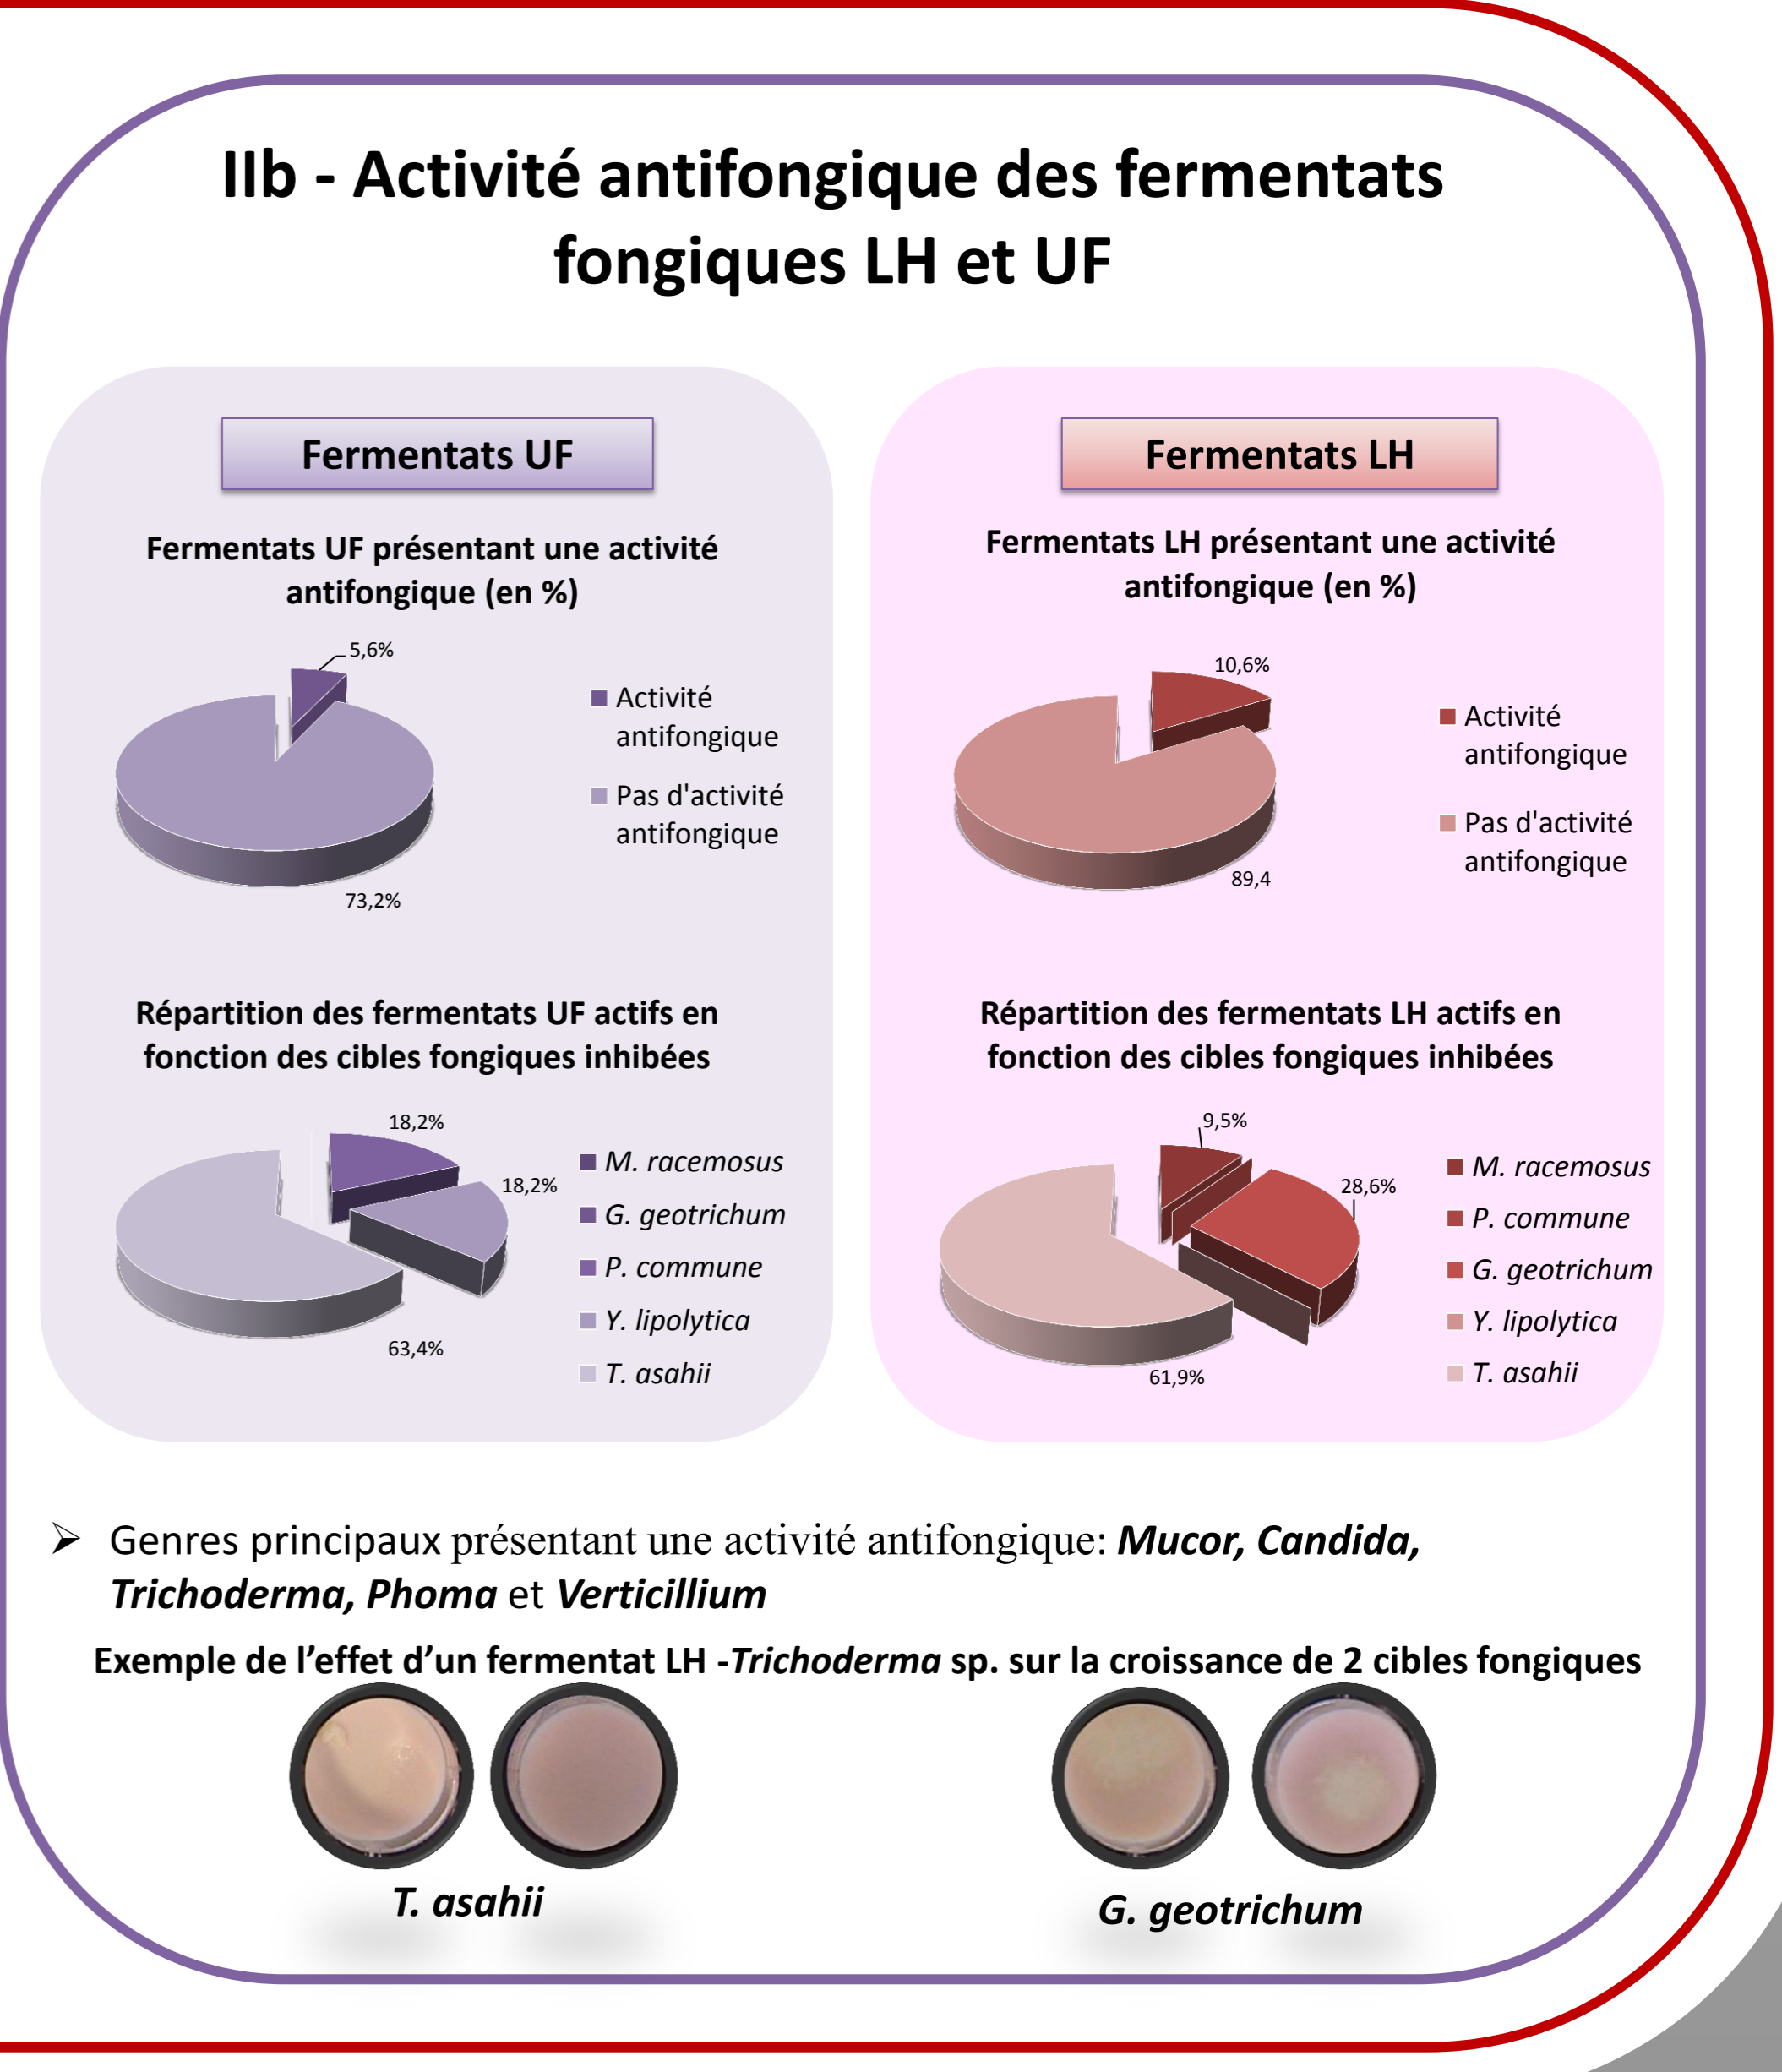 IIb - Activité antifongique des fermentats
fongiques LH et UF
Fermentats UF
Fermentats UF présentant une activité
antifongique (en %)
5,6%
Activité
antifongique
Pas d'activité
antifongique
73,2%
Répartition des fermentats UF actifs en
fonction des cibles fongiques inhibées
18,2%
18,2%
63,4%
M. racemosus
G. geotrichum
P. commune
Y. lipolytica
T. asahii
Fermentats LH
Fermentats LH présentant une activité
antifongique (en %)
10,6%
Activité
antifongique
Pas d'activité
antifongique
89,4
Répartition des fermentats LH actifs en
fonction des cibles fongiques inhibées
9,5%
28,6%
61,9%
M. racemosus
P. commune
G. geotrichum
Y. lipolytica
T. asahii
➢ Genres principaux présentant une activité antifongique: Mucor, Candida,
Trichoderma, Phoma et Verticillium
Exemple de l’effet d’un fermentat LH -Trichoderma sp. sur la croissance de 2 cibles fongiques
T. asahii
G. geotrichum